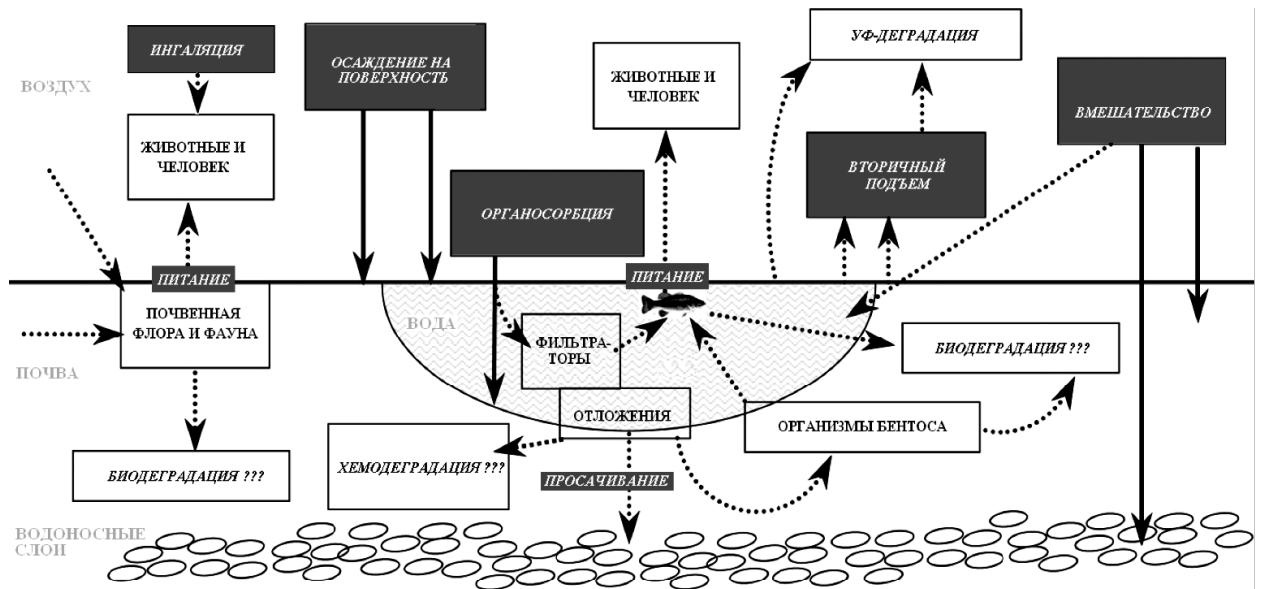 ИНГАЛЯЦИЯ
ОСАЖДЕНИЕ НА
ПОВЕРХНОСТЬ
ЖИВОТНЫЕ И
ЧЕЛОВЕК
УФ-ДЕГРАДАЦИЯ
ВОЗДУХ
ВМЕШАТЕЛЬСТВО
ЖИВОТНЫЕ И
ЧЕЛОВЕК
ВТОРИЧНЫЙ
ПОДЪЕМ
ОРГАНОСОРБЦИЯ
ПИТАНИЕ
ПИТАНИЕ
ПОЧВЕННАЯ
ФЛОРА И ФАУНА
ВОДА
ФИЛЬТРА-
ТОРЫ
БИОДЕГРАДАЦИЯ ???
ПОЧВА
ОТЛОЖЕНИЯ
ОРГАНИЗМЫ БЕНТОСА
БИОДЕГРАДАЦИЯ ???
ХЕМОДЕГРАДАЦИЯ ???
ПРОСАЧИВАНИЕ
ВОДОНОСНЫЕ
СЛОИ